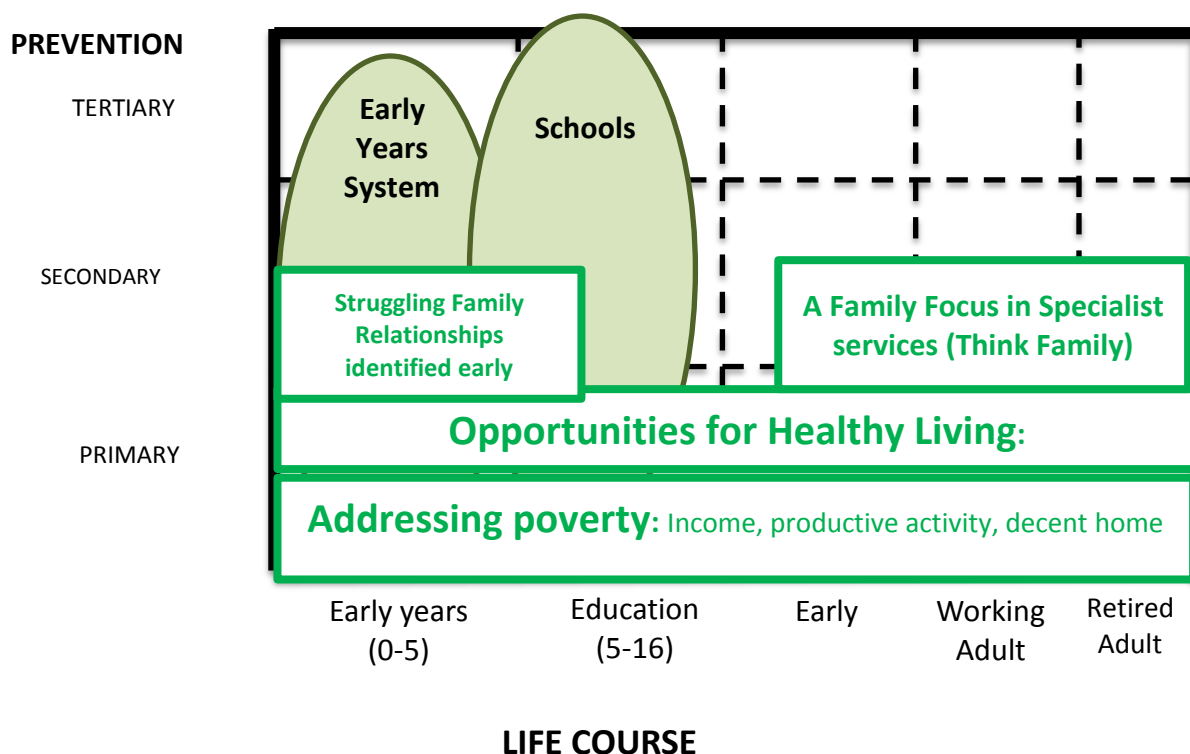 PREVENTION
TERTIARY
Early
Years
System
Schools
SECONDARY
Struggling Family
Relationships
identified early
A Family Focus in Specialist
services (Think Family)
Opportunities for Healthy Living:
PRIMARY
Addressing poverty: Income, productive activity, decent home
Early years
(0-5)
Education
(5-16)
Early
Working
Adult
Retired
Adult
LIFE COURSE